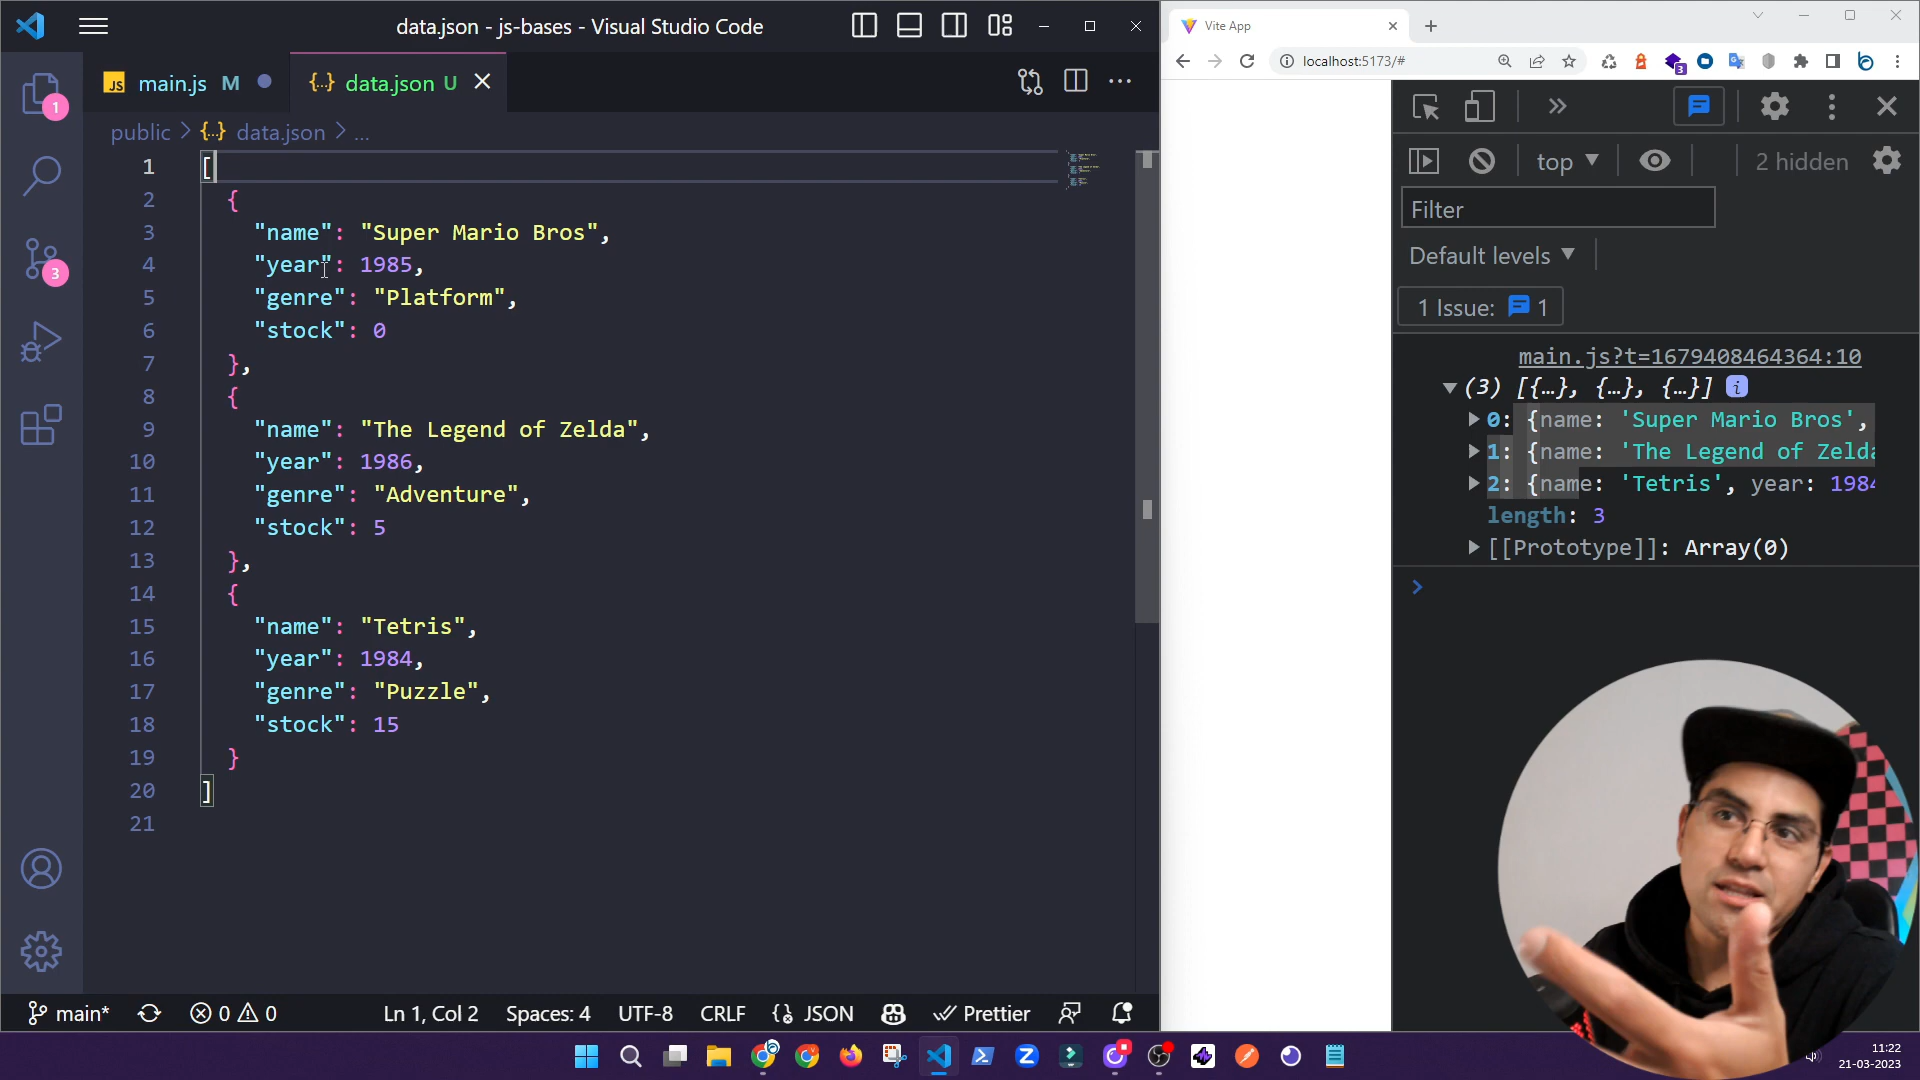 data.json - js-bases - Visual Studio Code
JS main.js M
{..} data.json U
public > {..} data.json > ...
1 [
2 {
3 "name": "Super Mario Bros",
4 "year": 1985,
5 "genre": "Platform",
6 "stock": 0
7 },
8 {
9 "name": "The Legend of Zelda",
10 "year": 1986,
11 "genre": "Adventure",
12 "stock": 5
13 },
14 {
15 "name": "Tetris",
16 "year": 1984,
17 "genre": "Puzzle",
18 "stock": 15
19 }
20 ]
21
1
3
main* 0 0 Ln 1, Col 2 Spaces: 4 UTF-8 CRLF JSON Prettier
Vite App
localhost:5173/#
3
top 2 hidden
Filter
Default levels
1 Issue: 1
main.js?t=1679408464364:10
(3) [{…}, {…}, {…}] i
0: {name: 'Super Mario Bros',
1: {name: 'The Legend of Zelda
2: {name: 'Tetris', year: 1984
length: 3
[[Prototype]]: Array(0)
11:22
21-03-2023